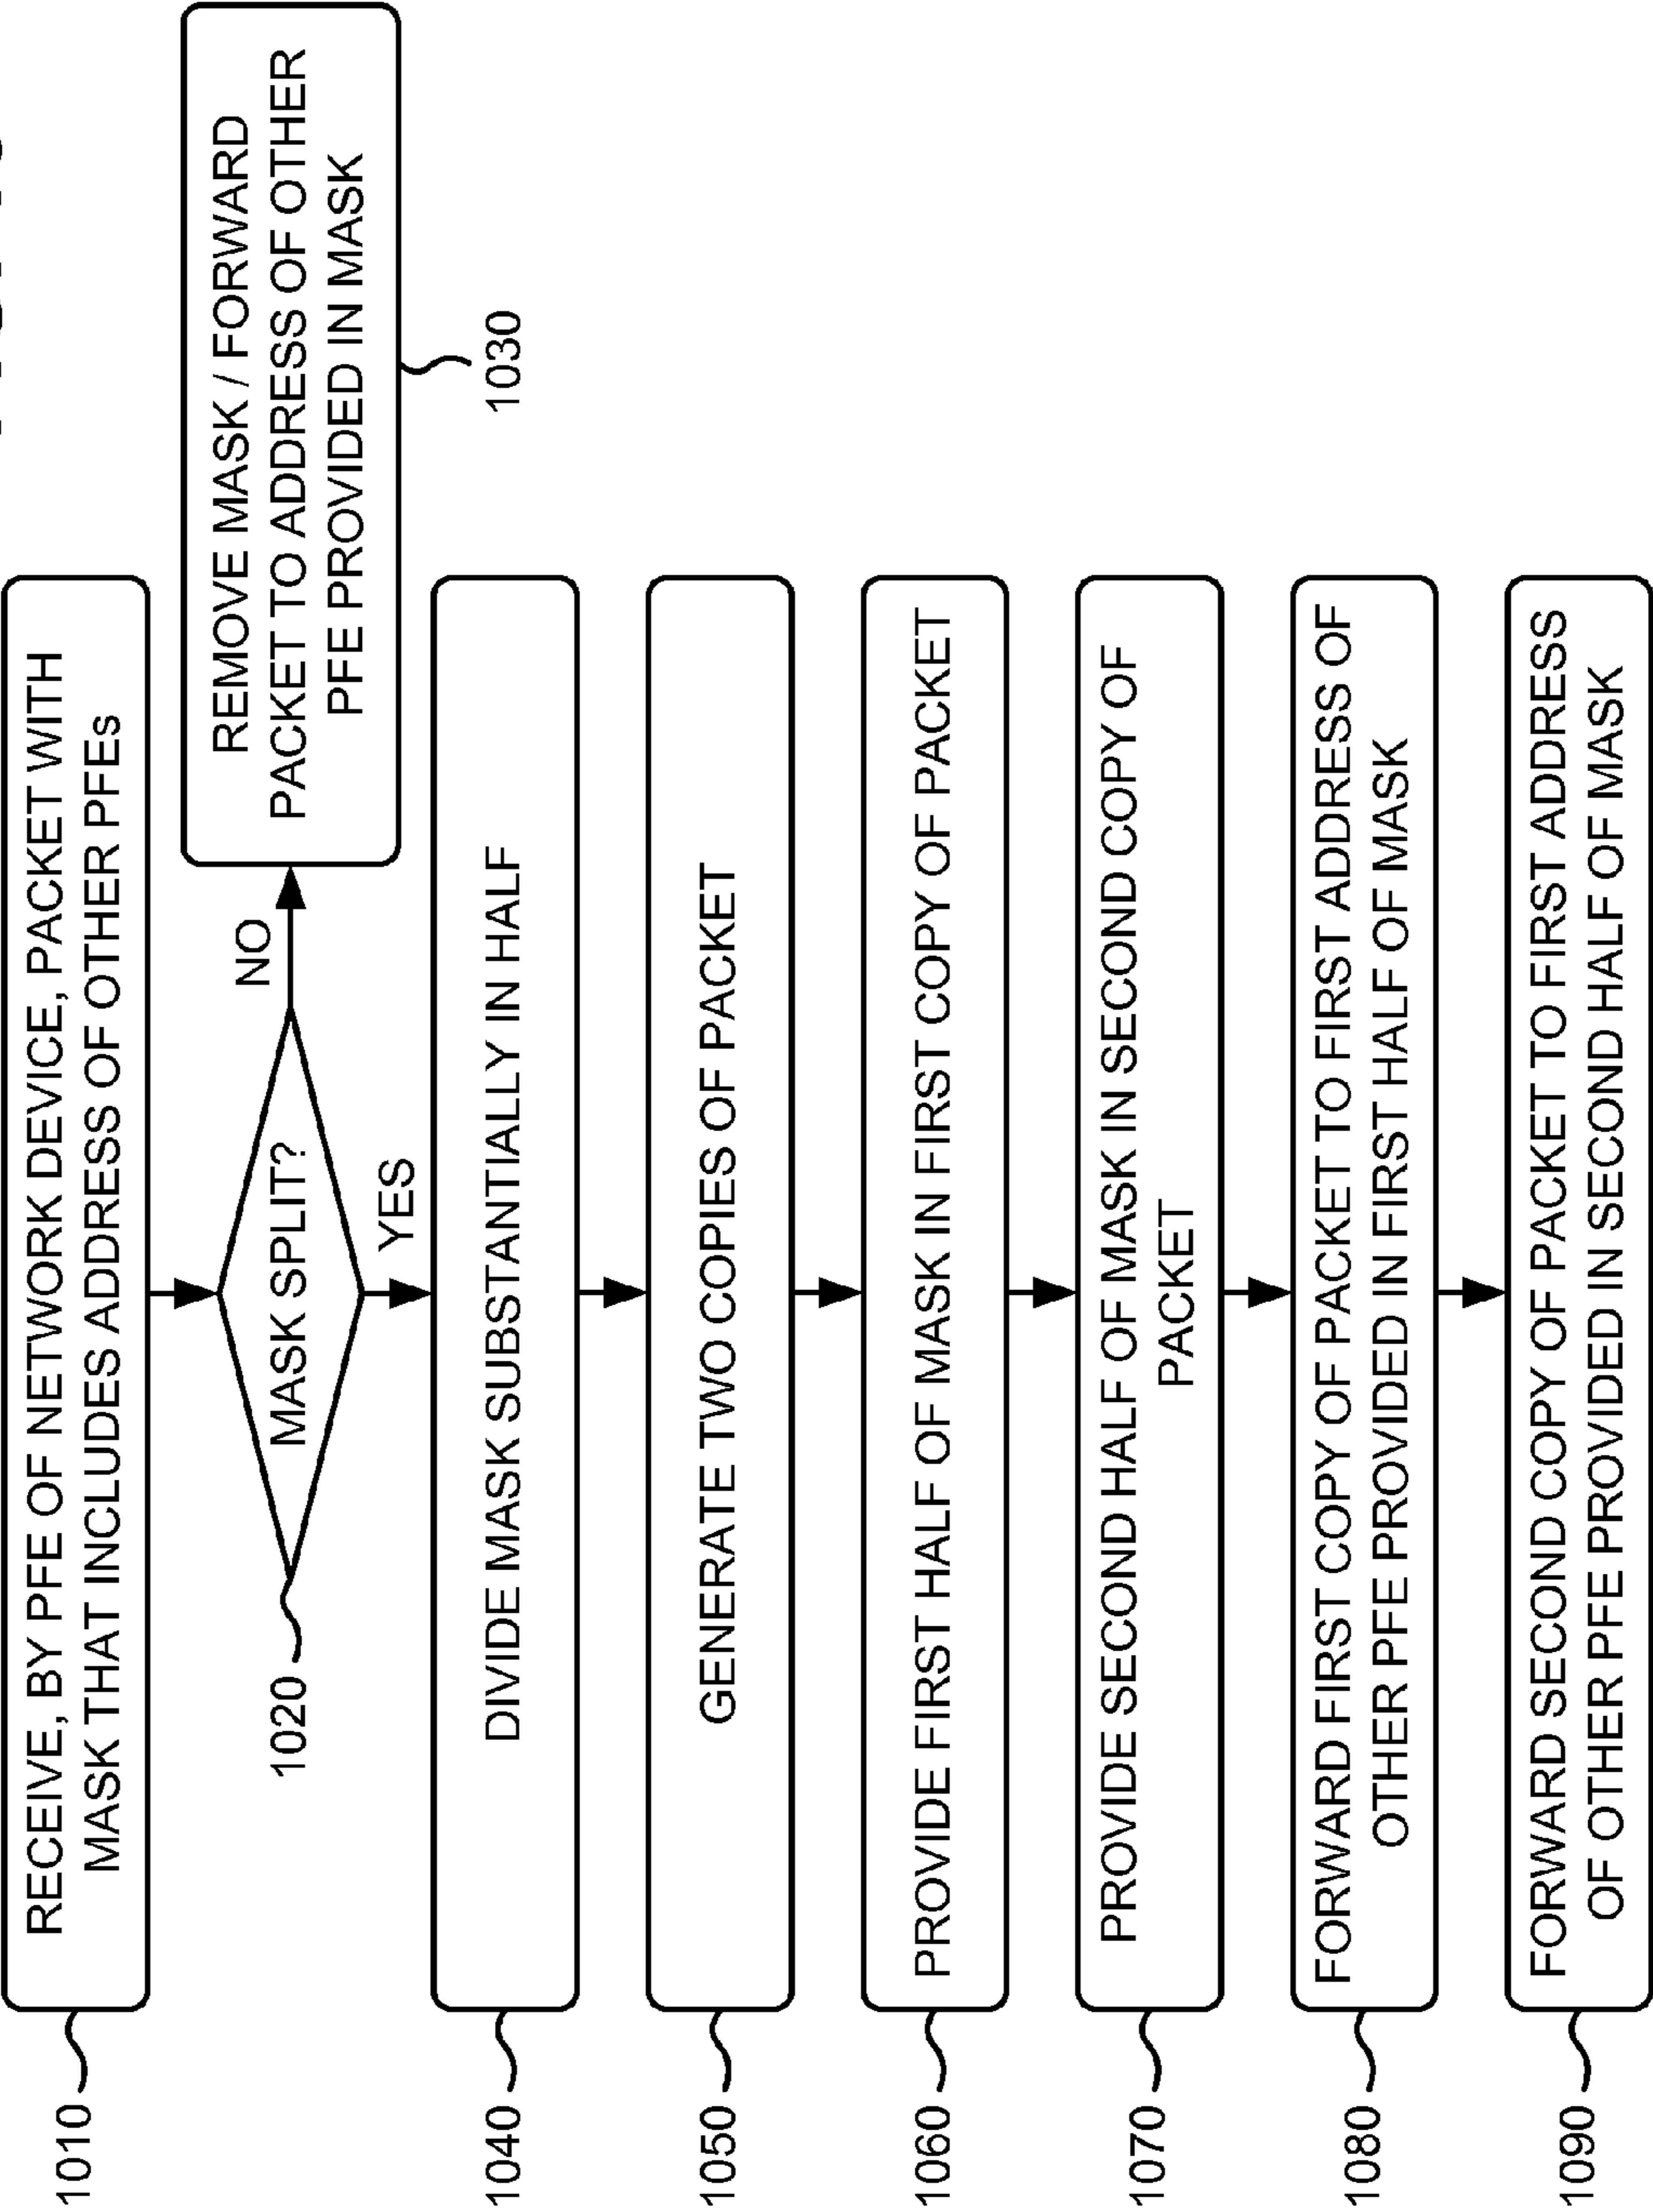 RECEIVE, BY PFE OF NETWORK DEVICE, PACKET WITH
MASK THAT INCLUDES ADDRESS OF OTHER PFEs
1010
MASK SPLIT?
1020
NO
REMOVE MASK / FORWARD
PACKET TO ADDRESS OF OTHER
PFE PROVIDED IN MASK
1030
YES
DIVIDE MASK SUBSTANTIALLY IN HALF
1040
GENERATE TWO COPIES OF PACKET
1050
PROVIDE FIRST HALF OF MASK IN FIRST COPY OF PACKET
1060
PROVIDE SECOND HALF OF MASK IN SECOND COPY OF
PACKET
1070
FORWARD FIRST COPY OF PACKET TO FIRST ADDRESS OF
OTHER PFE PROVIDED IN FIRST HALF OF MASK
1080
FORWARD SECOND COPY OF PACKET TO FIRST ADDRESS
OF OTHER PFE PROVIDED IN SECOND HALF OF MASK
1090